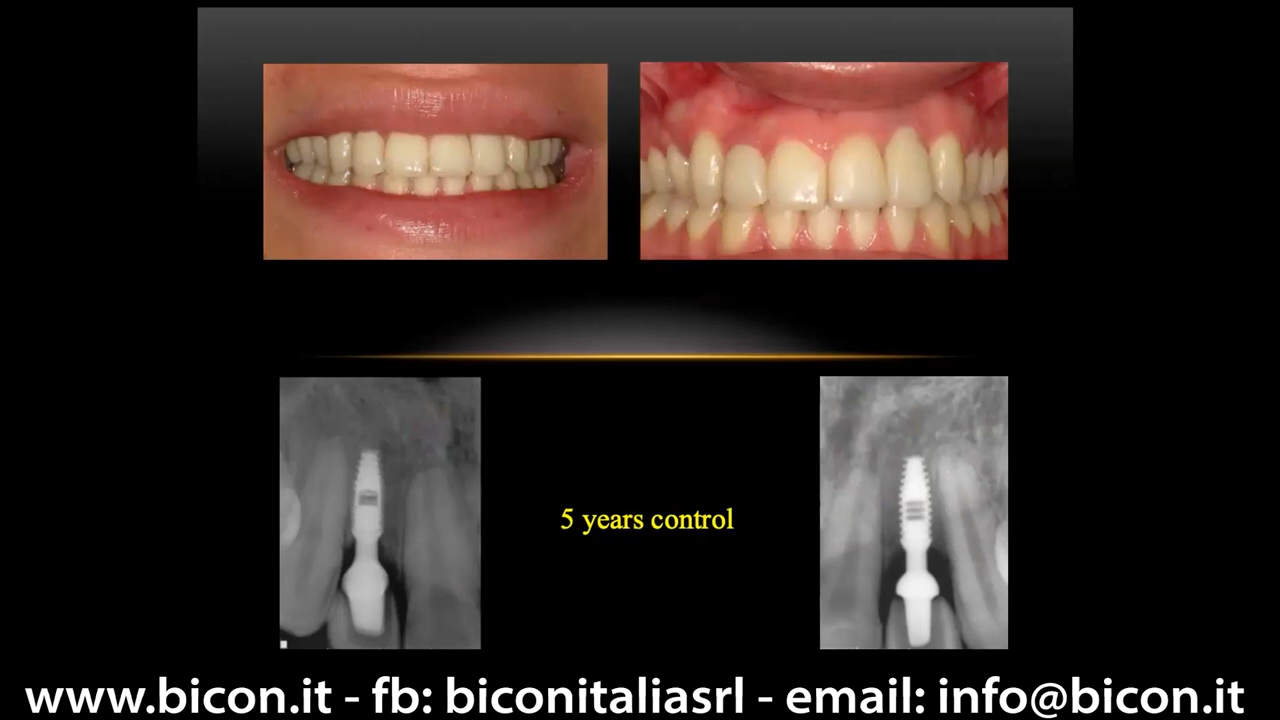 5 years control
www.bicon.it - fb: biconitaliasrl - email: info@bicon.it